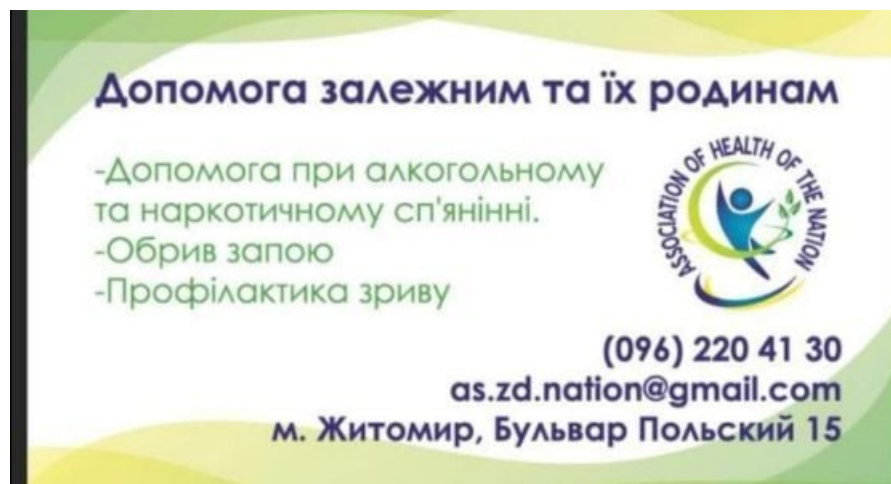 Допомога залежним та їх родинам
-Допомога при алкогольному
та наркотичному сп'янінні.
-Обрив запою
-Профілактика зриву
ASSOCIATION OF HEALTH OF THE NATION
(096) 220 41 30
as.zd.nation@gmail.com
м. Житомир, Бульвар Польский 15